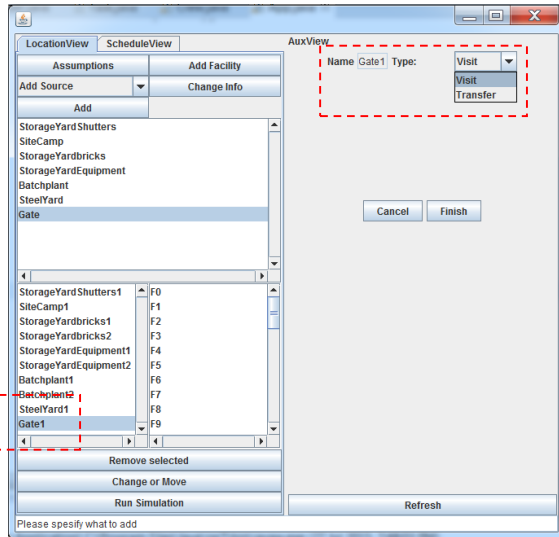 LocationView ScheduleView
Assumptions Add Facility
Add Source Change Info
Add
StorageYardShutters
SiteCamp
StorageYardbricks
StorageYardEquipment
Batchplant
SteelYard
Gate
StorageYardShutters1
SiteCamp1
StorageYardbricks1
StorageYardbricks2
StorageYardEquipment1
StorageYardEquipment2
Batchplant1
Batchplant2
SteelYard1
Gate1
F0
F1
F2
F3
F4
F5
F6
F7
F8
F9
Remove selected
Change or Move
Run Simulation
Please spesify what to add
AuxView
Name Gate1 Type: Visit
Visit
Transfer
Cancel Finish
Refresh